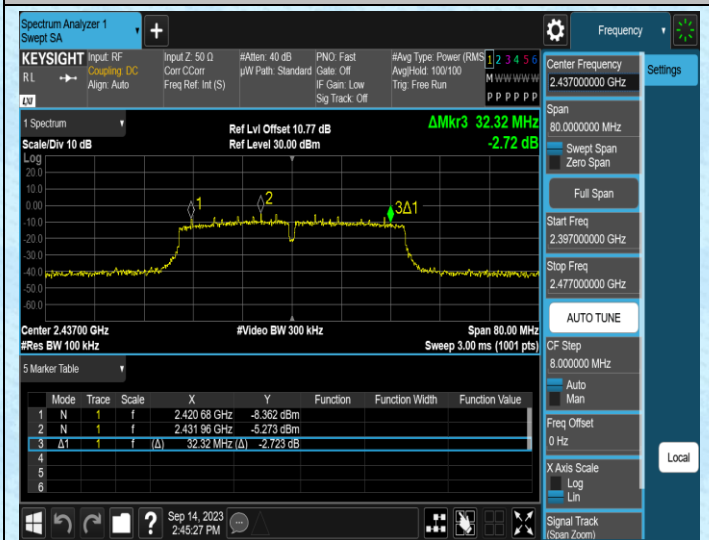 Spectrum Analyzer 1
Swept SA
+
Frequency
KEYSIGHT Input: RF Input Z: 50 Ω #Atten: 40 dB PNO: Fast #Avg Type: Power (RMS 1 2 3 4 5 6
RL Coupling: DC Corr CCorr µW Path: Standard Gate: Off Avg|Hold: 100/100 M W W W W W
Align: Auto Freq Ref: Int (S) IF Gain: Low Trig: Free Run
LXI Sig Track: Off P P P P P P
1 Spectrum
Ref Lvl Offset 10.77 dB ΔMkr3 32.32 MHz
Scale/Div 10 dB Ref Level 30.00 dBm -2.72 dB
Log
20.0
10.0
0.00
-10.0
-20.0
-30.0
-40.0
-50.0
-60.0
1
2
3Δ1
Center 2.43700 GHz #Video BW 300 kHz Span 80.00 MHz
#Res BW 100 kHz Sweep 3.00 ms (1001 pts)
5 Marker Table
Mode Trace Scale X Y Function Function Width Function Value
1 N 1 f 2.420 68 GHz -8.362 dBm
2 N 1 f 2.431 96 GHz -5.273 dBm
3 Δ1 1 f (Δ) 32.32 MHz (Δ) -2.723 dB
4
5
6
? Sep 14, 2023
2:45:27 PM
Center Frequency
2.437000000 GHz
Settings
Span
80.0000000 MHz
Swept Span
Zero Span
Full Span
Start Freq
2.397000000 GHz
Stop Freq
2.477000000 GHz
AUTO TUNE
CF Step
8.000000 MHz
Auto
Man
Freq Offset
0 Hz
X Axis Scale
Log
Lin
Signal Track
(Span Zoom)
Local